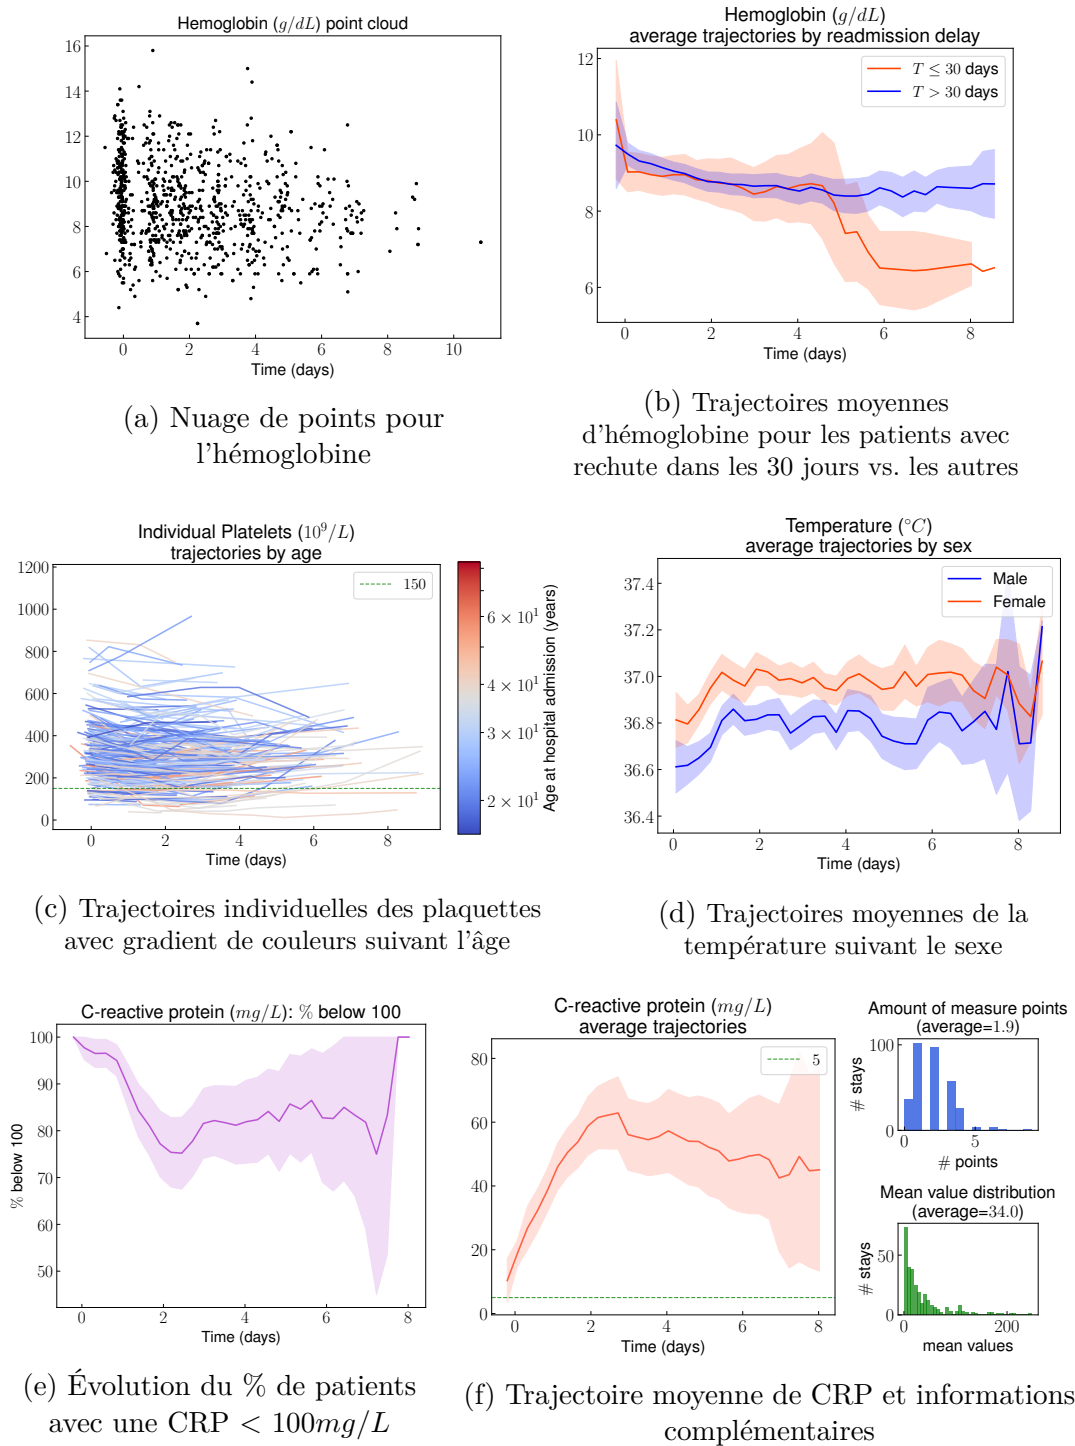 Hemoglobin (g/dL) point cloud
16
14
12
10
8
6
4
0 2 4 6 8 10
Time (days)
(a) Nuage de points pour
l'hémoglobine
Hemoglobin (g/dL)
average trajectories by readmission delay
T ≤ 30 days
T > 30 days
12
10
8
6
0 2 4 6 8
Time (days)
(b) Trajectoires moyennes
d'hémoglobine pour les patients avec
rechute dans les 30 jours vs. les autres
Individual Platelets (10⁹/L)
trajectories by age
150
1200
1000
800
600
400
200
0
0 2 4 6 8
Time (days)
6 × 10¹
4 × 10¹
3 × 10¹
2 × 10¹
Age at hospital admission (years)
(c) Trajectoires individuelles des plaquettes
avec gradient de couleurs suivant l'âge
Temperature (°C)
average trajectories by sex
Male
Female
37.4
37.2
37.0
36.8
36.6
36.4
0 2 4 6 8
Time (days)
(d) Trajectoires moyennes de la
température suivant le sexe
C-reactive protein (mg/L): % below 100
100
90
80
70
60
50
% below 100
0 2 4 6 8
Time (days)
(e) Évolution du % de patients
avec une CRP < 100mg/L
C-reactive protein (mg/L)
average trajectories
5
80
60
40
20
0
0 2 4 6 8
Time (days)
Amount of measure points
(average=1.9)
100
0
# stays
0 5
# points
Mean value distribution
(average=34.0)
50
0
# stays
0 200
mean values
(f) Trajectoire moyenne de CRP et informations
complémentaires